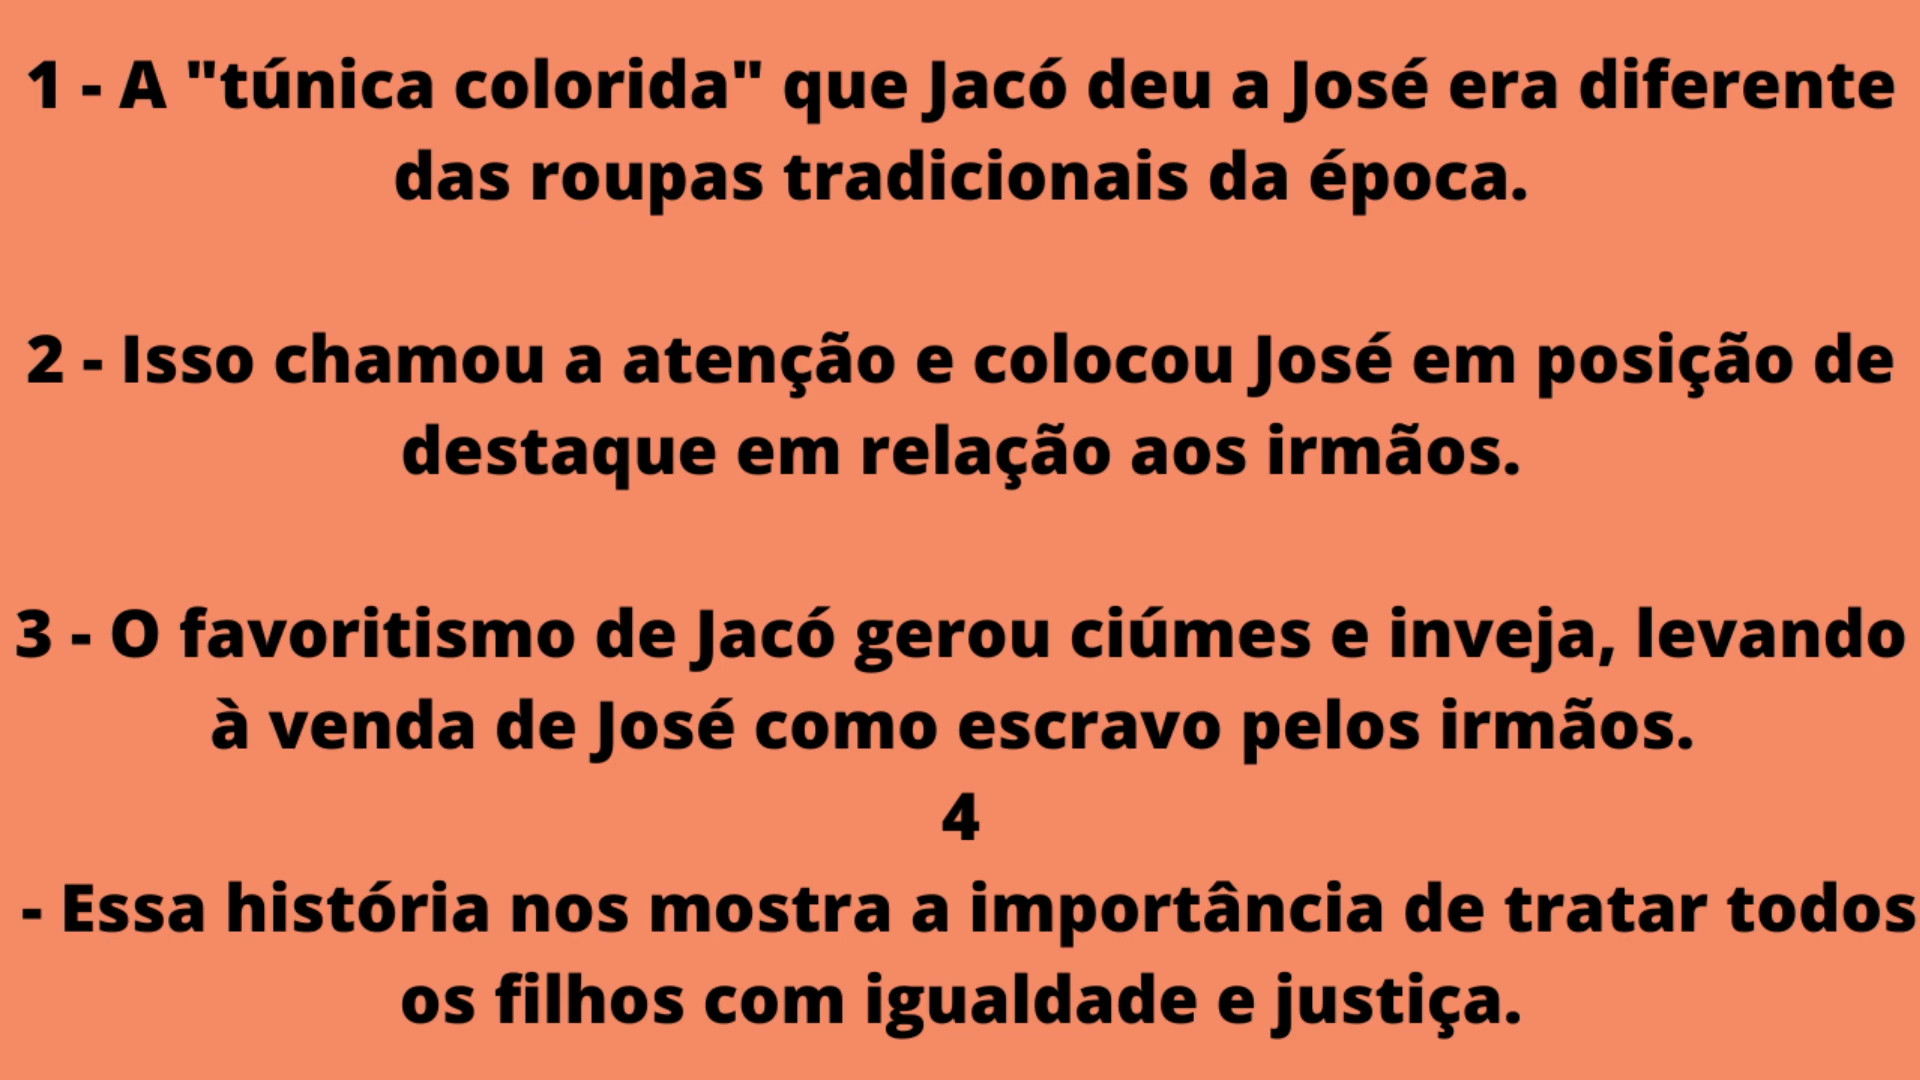 1 - A "túnica colorida" que Jacó deu a José era diferente
das roupas tradicionais da época.
2 - Isso chamou a atenção e colocou José em posição de
destaque em relação aos irmãos.
3 - O favoritismo de Jacó gerou ciúmes e inveja, levando
à venda de José como escravo pelos irmãos.
4
- Essa história nos mostra a importância de tratar todos
os filhos com igualdade e justiça.